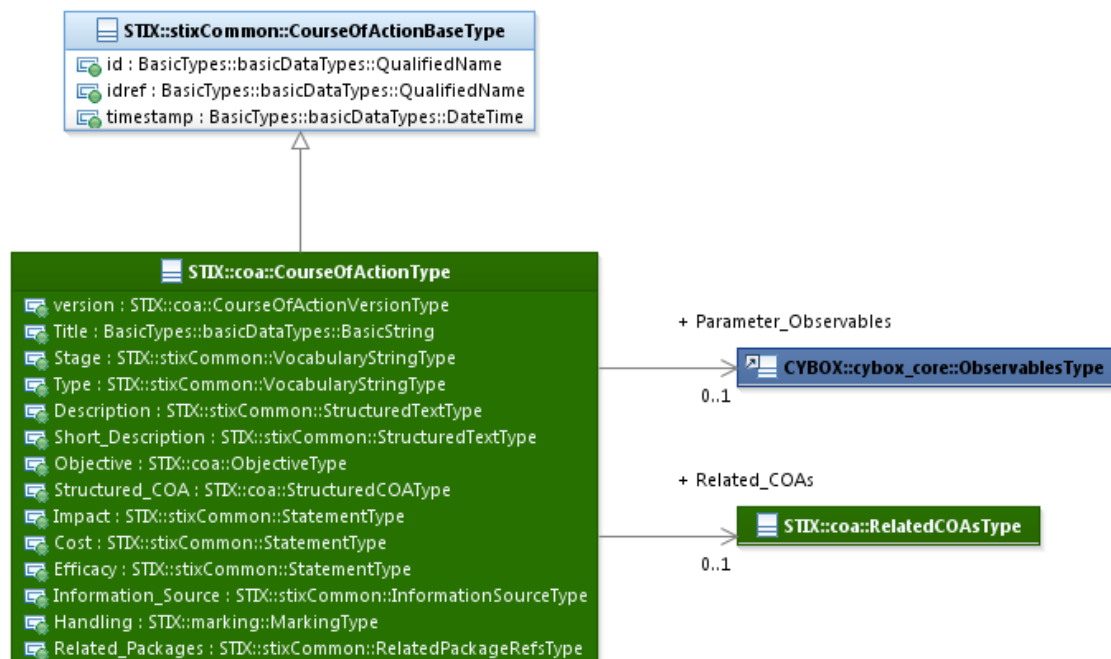 STIX::stixCommon::CourseOfActionBaseType
id : BasicTypes::basicDataTypes::QualifiedName
idref : BasicTypes::basicDataTypes::QualifiedName
timestamp : BasicTypes::basicDataTypes::DateTime
STIX::coa::CourseOfActionType
version : STIX::coa::CourseOfActionVersionType
Title : BasicTypes::basicDataTypes::BasicString
Stage : STIX::stixCommon::VocabularyStringType
Type : STIX::stixCommon::VocabularyStringType
Description : STIX::stixCommon::StructuredTextType
Short_Description : STIX::stixCommon::StructuredTextType
Objective : STIX::coa::ObjectiveType
Structured_COA : STIX::coa::StructuredCOAType
Impact : STIX::stixCommon::StatementType
Cost : STIX::stixCommon::StatementType
Efficacy : STIX::stixCommon::StatementType
Information_Source : STIX::stixCommon::InformationSourceType
Handling : STIX::marking::MarkingType
Related_Packages : STIX::stixCommon::RelatedPackageRefsType
+ Parameter_Observables
CYBOX::cybox_core::ObservablesType
0..1
+ Related_COAs
STIX::coa::RelatedCOAsType
0..1